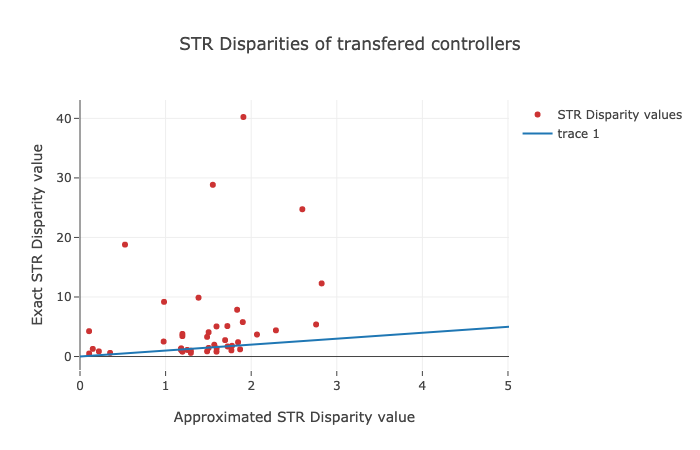 STR Disparities of transfered controllers
STR Disparity values
trace 1
Exact STR Disparity value
40
30
20
10
0
0 1 2 3 4 5
Approximated STR Disparity value